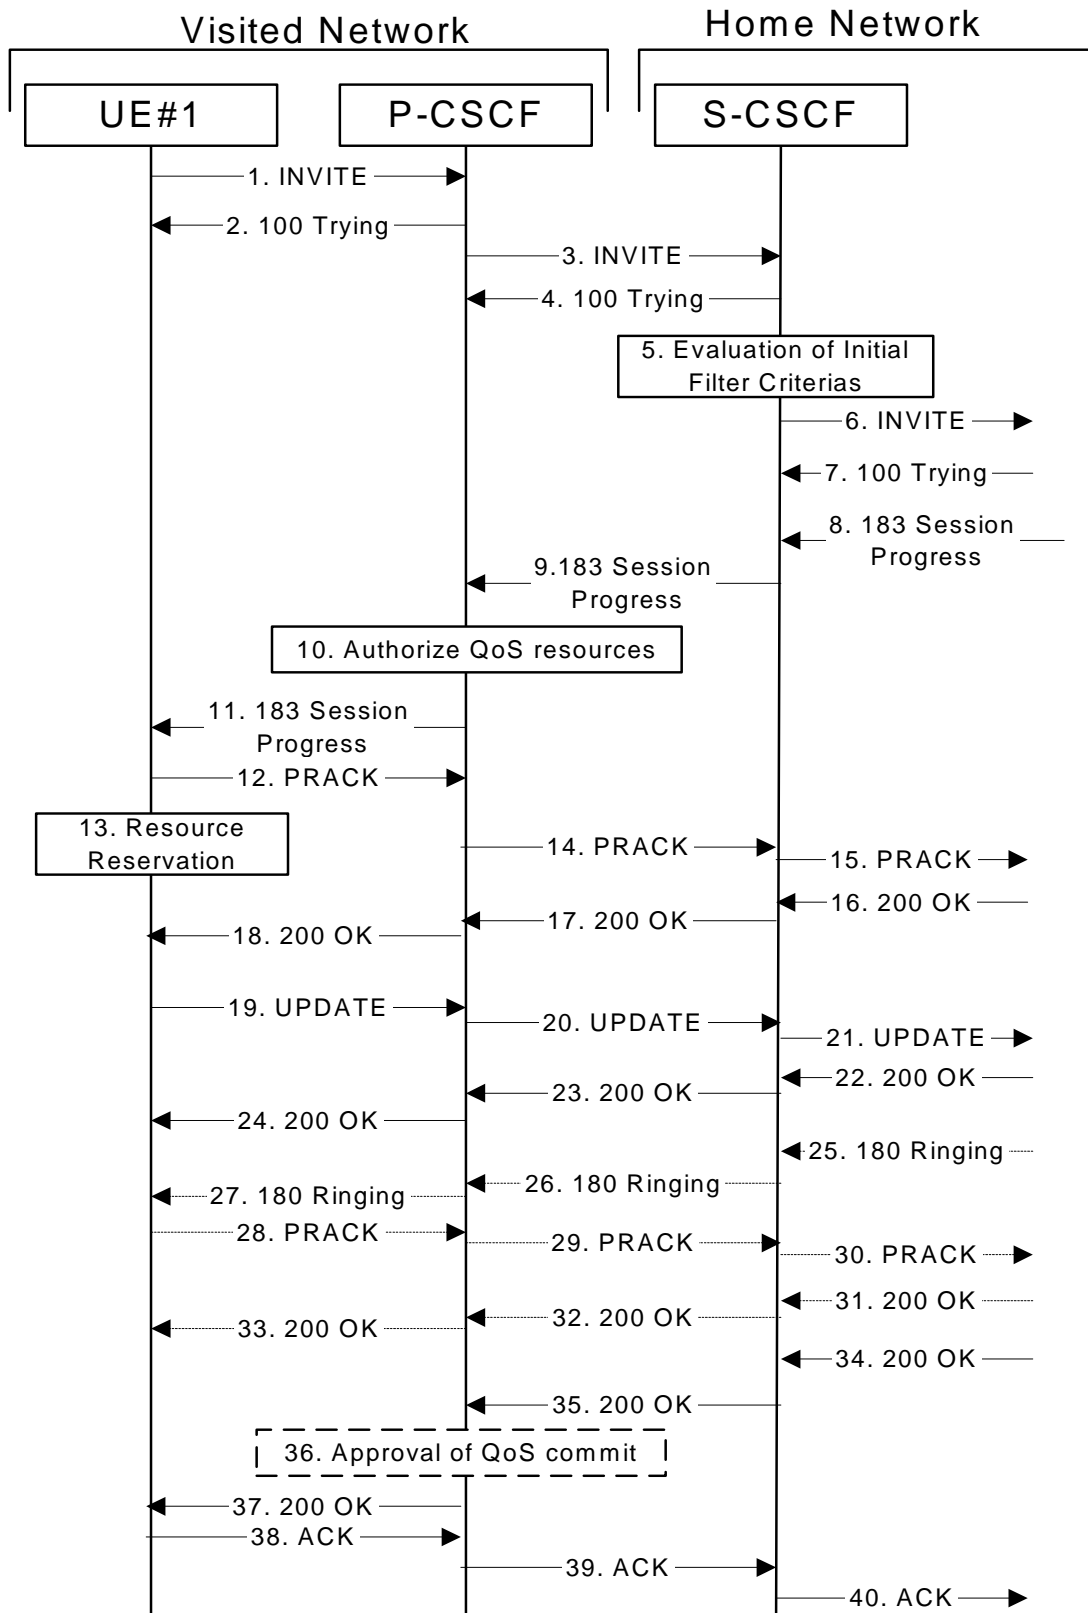 Visited Network
Home Network
UE#1
P-CSCF
S-CSCF
1. INVITE
2. 100 Trying
3. INVITE
4. 100 Trying
5. Evaluation of Initial
Filter Criterias
6. INVITE
7. 100 Trying
8. 183 Session
Progress
9.183 Session
Progress
10. Authorize QoS resources
11. 183 Session
Progress
12. PRACK
13. Resource
Reservation
14. PRACK
15. PRACK
16. 200 OK
17. 200 OK
18. 200 OK
19. UPDATE
20. UPDATE
21. UPDATE
22. 200 OK
23. 200 OK
24. 200 OK
25. 180 Ringing
26. 180 Ringing
27. 180 Ringing
28. PRACK
29. PRACK
30. PRACK
31. 200 OK
32. 200 OK
33. 200 OK
34. 200 OK
35. 200 OK
36. Approval of QoS commit
37. 200 OK
38. ACK
39. ACK
40. ACK